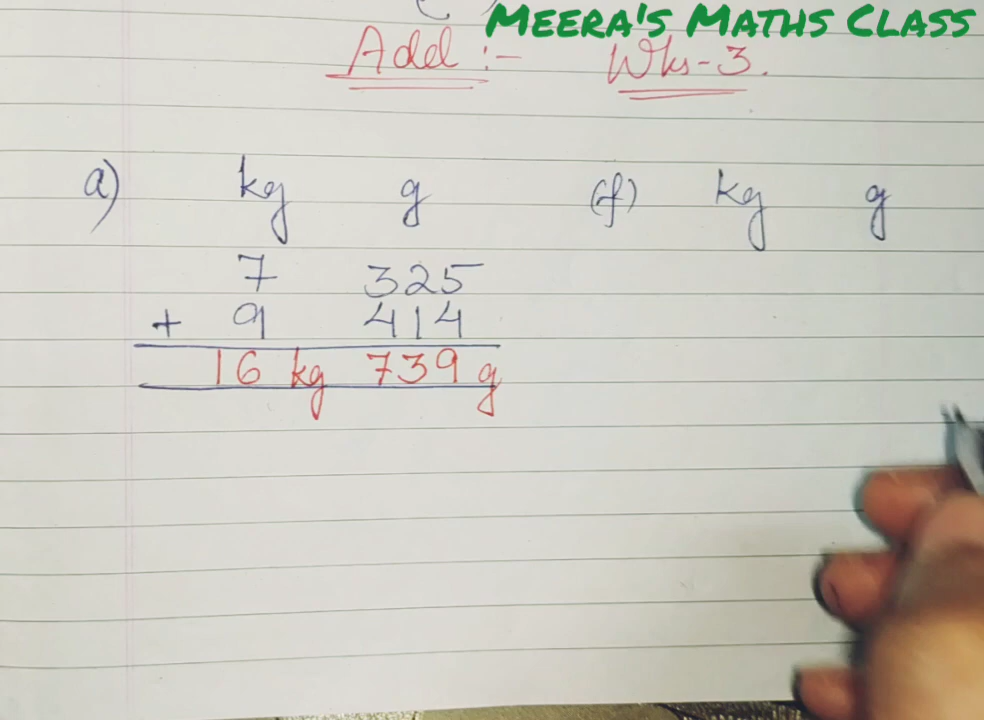 MEERA'S MATHS CLASS
Add :- Wks-3.
a) kg g
7 325
+ 9 414
16 kg 739 g
(f) kg g